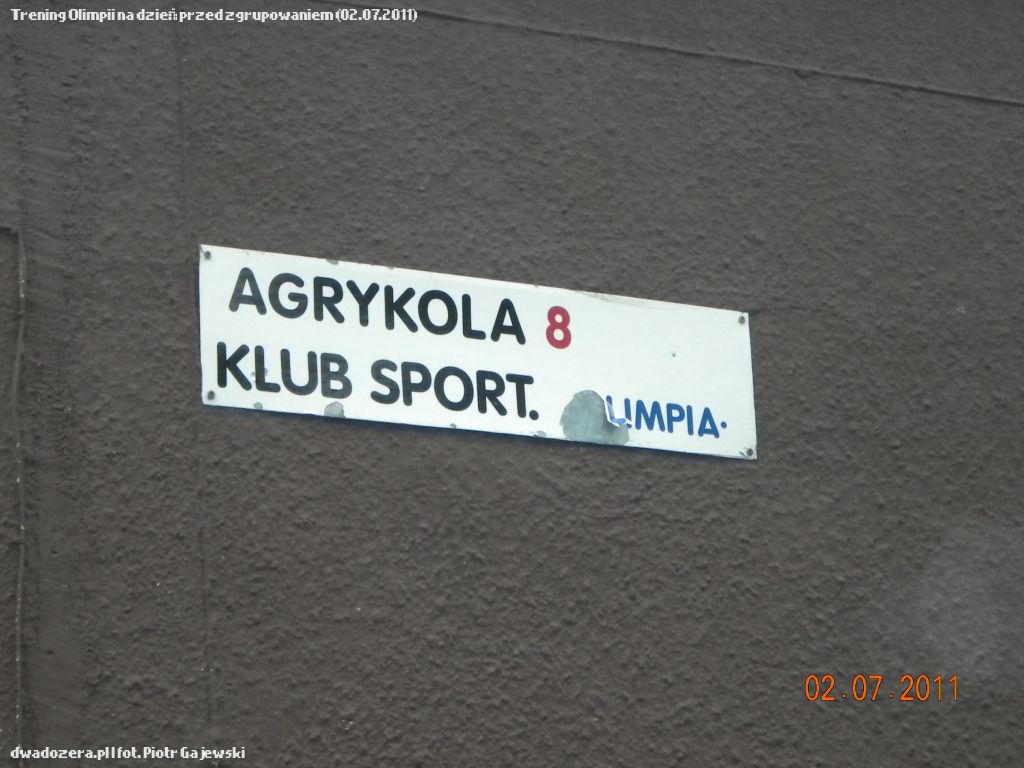 Trening Olimpii na dzień przed zgrupowaniem (02.07.2011)
AGRYKOLA 8
KLUB SPORT. LIMPIA.
02.07.2011
dwadozera.pl I fot. Piotr Gajewski